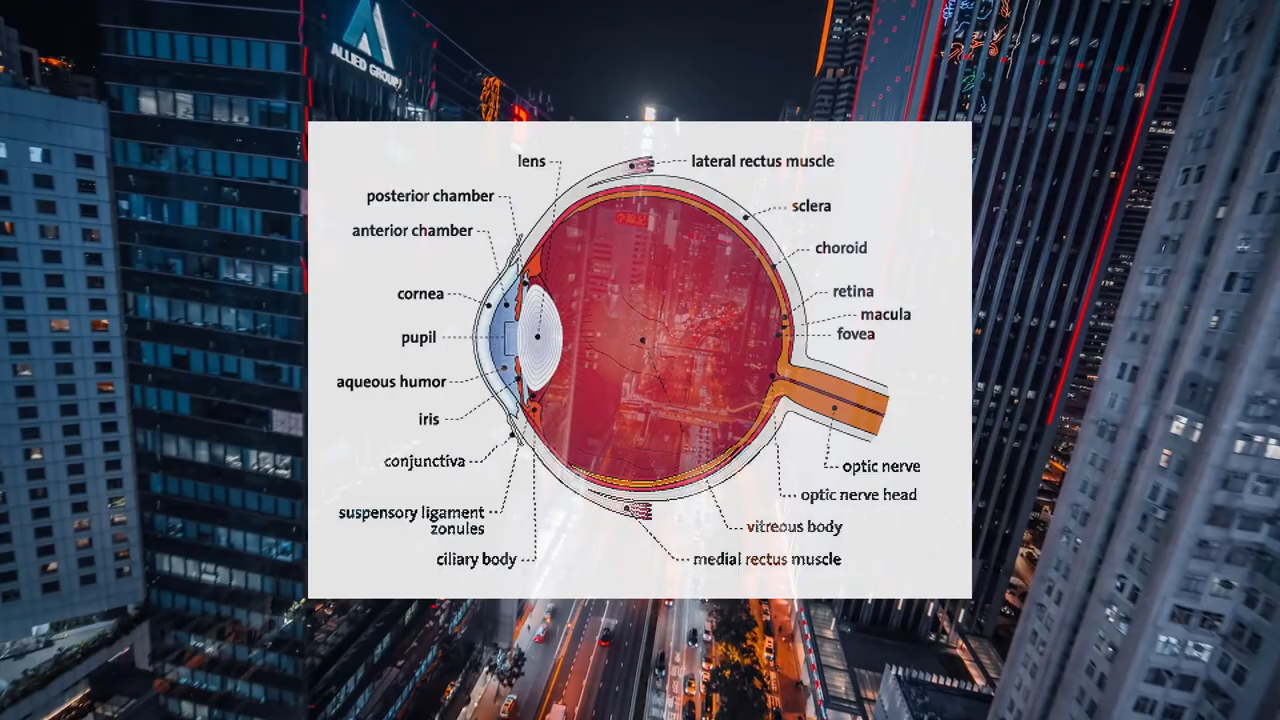 ALLIED GROUP
lens
lateral rectus muscle
posterior chamber
sclera
anterior chamber
choroid
cornea
retina
macula
pupil
fovea
aqueous humor
iris
conjunctiva
optic nerve
optic nerve head
suspensory ligament
zonules
vitreous body
ciliary body
medial rectus muscle